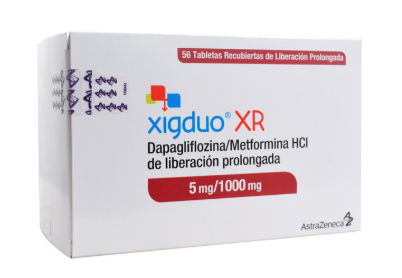 56 Tabletas Recubiertas de Liberación Prolongada
xigduo® XR
Dapagliflozina/Metformina HCl
de liberación prolongada
5 mg/1000 mg
AstraZeneca